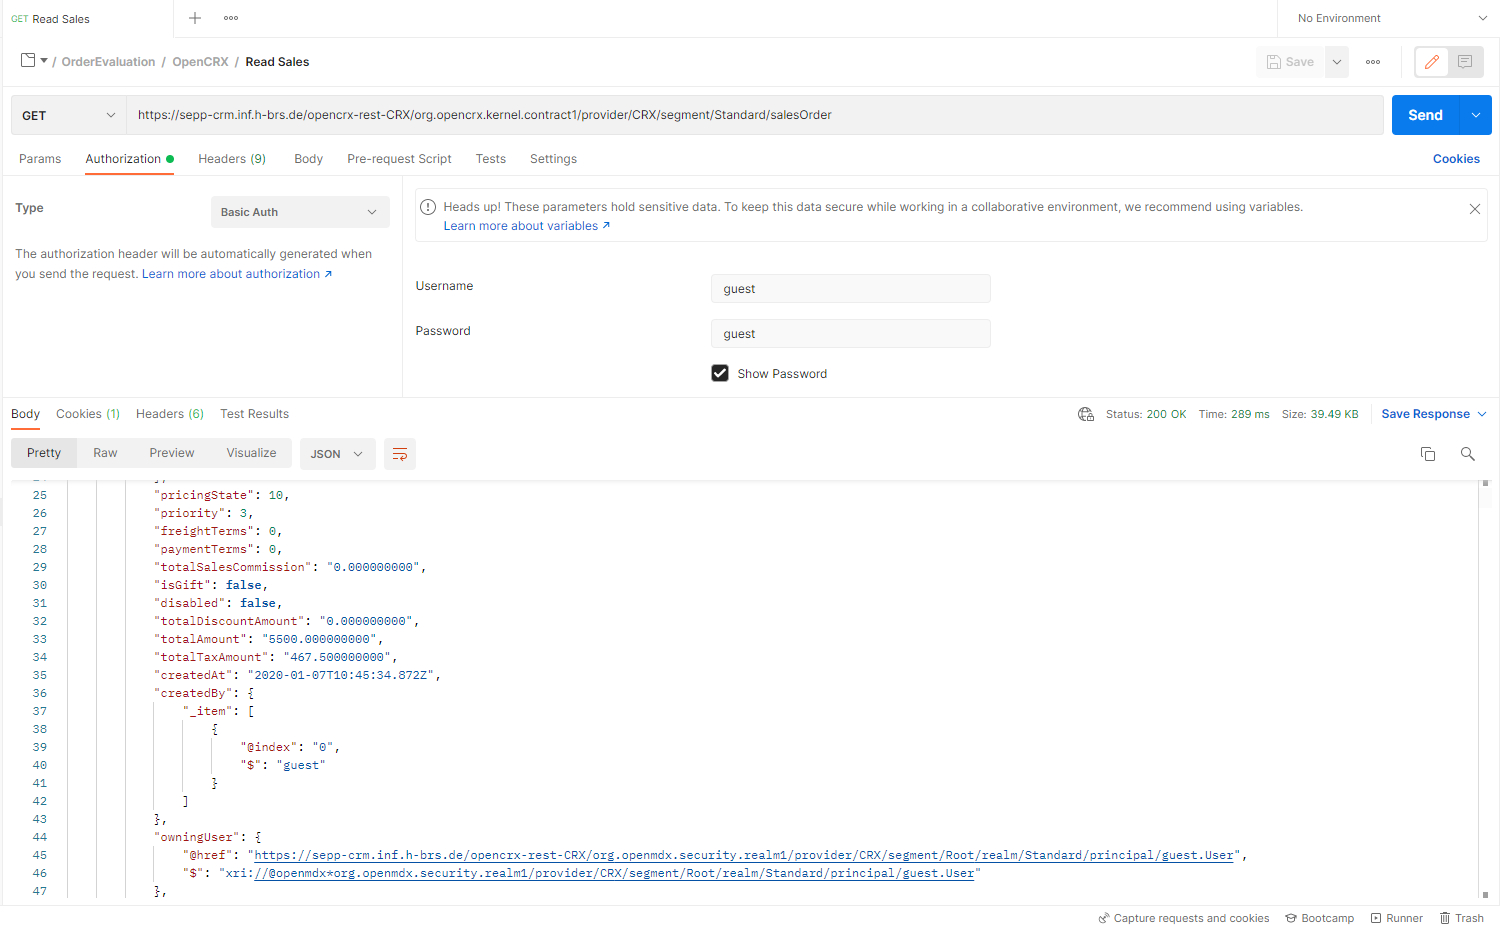 GET Read Sales
No Environment
/ OrderEvaluation / OpenCRX / Read Sales
Save
GET https://sepp-crm.inf.h-brs.de/opencrx-rest-CRX/org.opencrx.kernel.contract1/provider/CRX/segment/Standard/salesOrder Send
Params Authorization Headers (9) Body Pre-request Script Tests Settings Cookies
Type Basic Auth
The authorization header will be automatically generated when
you send the request. Learn more about authorization ↗
Heads up! These parameters hold sensitive data. To keep this data secure while working in a collaborative environment, we recommend using variables.
Learn more about variables ↗
Username guest
Password guest
Show Password
Body Cookies (1) Headers (6) Test Results Status: 200 OK Time: 289 ms Size: 39.49 KB Save Response
Pretty Raw Preview Visualize JSON
25 "pricingState": 10,
26 "priority": 3,
27 "freightTerms": 0,
28 "paymentTerms": 0,
29 "totalSalesCommission": "0.000000000",
30 "isGift": false,
31 "disabled": false,
32 "totalDiscountAmount": "0.000000000",
33 "totalAmount": "5500.000000000",
34 "totalTaxAmount": "467.500000000",
35 "createdAt": "2020-01-07T10:45:34.872Z",
36 "createdBy": {
37 "_item": [
38 {
39 "@index": "0",
40 "$": "guest"
41 }
42 ]
43 },
44 "owningUser": {
45 "@href": "https://sepp-crm.inf.h-brs.de/opencrx-rest-CRX/org.openmdx.security.realm1/provider/CRX/segment/Root/realm/Standard/principal/guest.User",
46 "$": "xri://@openmdx*org.openmdx.security.realm1/provider/CRX/segment/Root/realm/Standard/principal/guest.User"
47 },
Capture requests and cookies Bootcamp Runner Trash